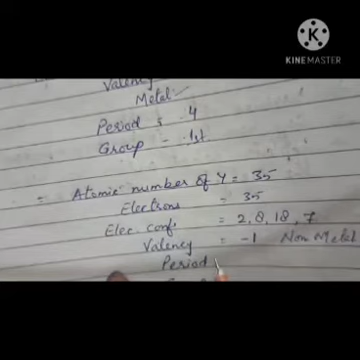 KINEMASTER
Valency
Metal
Period : 4
Group - 1st
- Atomic number of Y = 35
Electrons = 35
Elec. conf. = 2, 8, 18, 7
Valency = -1 Non Metal
Period